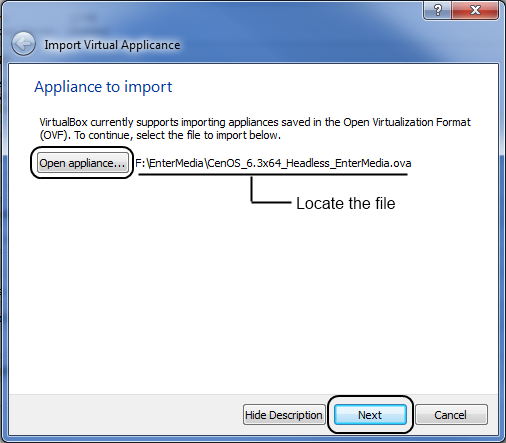 Import Virtual Applicance
Appliance to import
VirtualBox currently supports importing appliances saved in the Open Virtualization Format
(OVF). To continue, select the file to import below.
Open appliance... F:\EnterMedia\CenOS_6.3x64_Headless_EnterMedia.ova
Locate the file
Hide Description Next Cancel